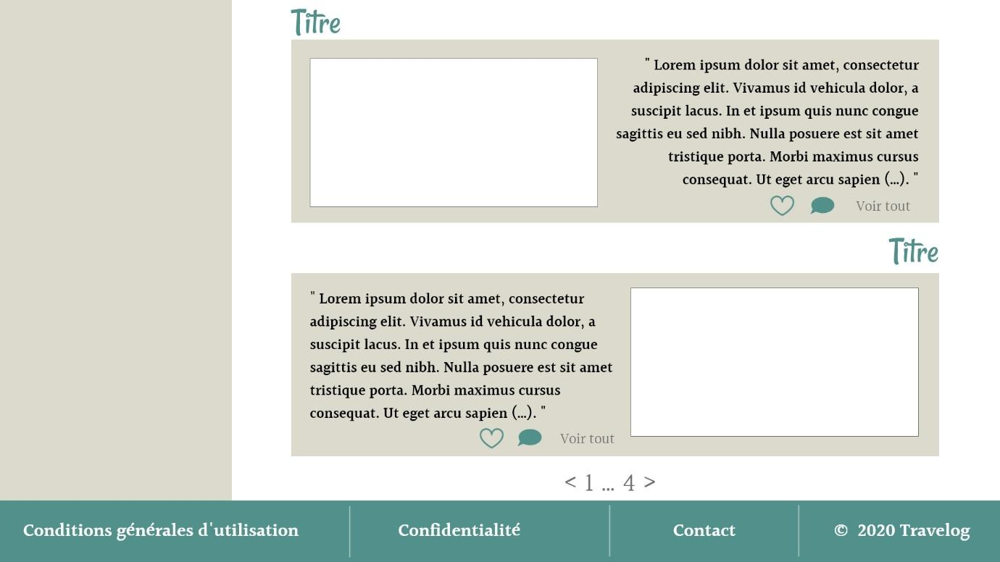 Titre
" Lorem ipsum dolor sit amet, consectetur
adipiscing elit. Vivamus id vehicula dolor, a
suscipit lacus. In et ipsum quis nunc congue
sagittis eu sed nibh. Nulla posuere est sit amet
tristique porta. Morbi maximus cursus
consequat. Ut eget arcu sapien (...). "
Voir tout
Titre
" Lorem ipsum dolor sit amet, consectetur
adipiscing elit. Vivamus id vehicula dolor, a
suscipit lacus. In et ipsum quis nunc congue
sagittis eu sed nibh. Nulla posuere est sit amet
tristique porta. Morbi maximus cursus
consequat. Ut eget arcu sapien (...). "
Voir tout
< 1 ... 4 >
Conditions générales d'utilisation
Confidentialité
Contact
© 2020 Travelog